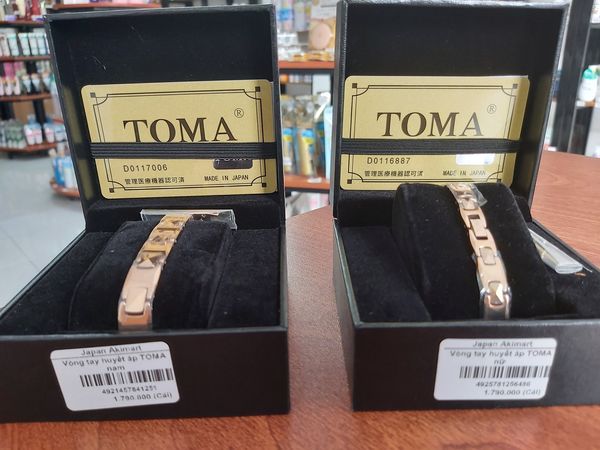 TOMA®
D0117006
管理医療機器認可済 MADE IN JAPAN
Japan Akimart
Vòng tay huyết áp TOMA
nam
4921457841251
1.790.000 (Cái)
TOMA®
D0116887
管理医療機器認可済 MADE IN JAPAN
Japan Akimart
Vòng tay huyết áp TOMA
nữ
4925781256486
1.790.000 (Cái)